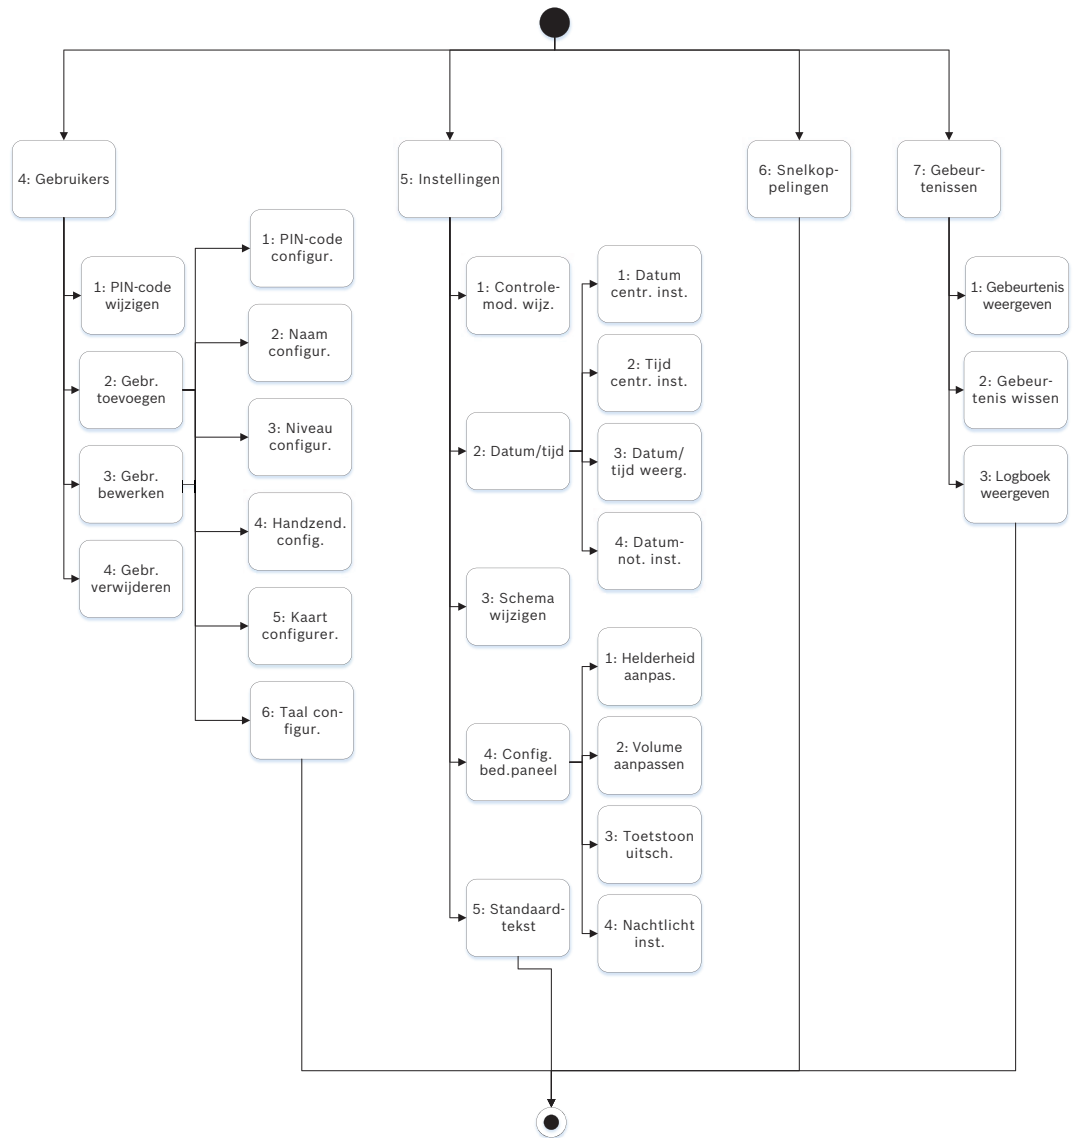 4: Gebruikers
5: Instellingen
6: Snelkop-
pelingen
7: Gebeur-
tenissen
1: PIN-code
wijzigen
2: Gebr.
toevoegen
3: Gebr.
bewerken
4: Gebr.
verwijderen
1: PIN-code
configur.
2: Naam
configur.
3: Niveau
configur.
4: Handzend.
config.
5: Kaart
configurer.
6: Taal con-
figur.
1: Controle-
mod. wijz.
2: Datum/tijd
3: Schema
wijzigen
4: Config.
bed.paneel
5: Standaard-
tekst
1: Datum
centr. inst.
2: Tijd
centr. inst.
3: Datum/
tijd weerg.
4: Datum-
not. inst.
1: Helderheid
aanpas.
2: Volume
aanpassen
3: Toetstoon
uitsch.
4: Nachtlicht
inst.
1: Gebeurtenis
weergeven
2: Gebeur-
tenis wissen
3: Logboek
weergeven